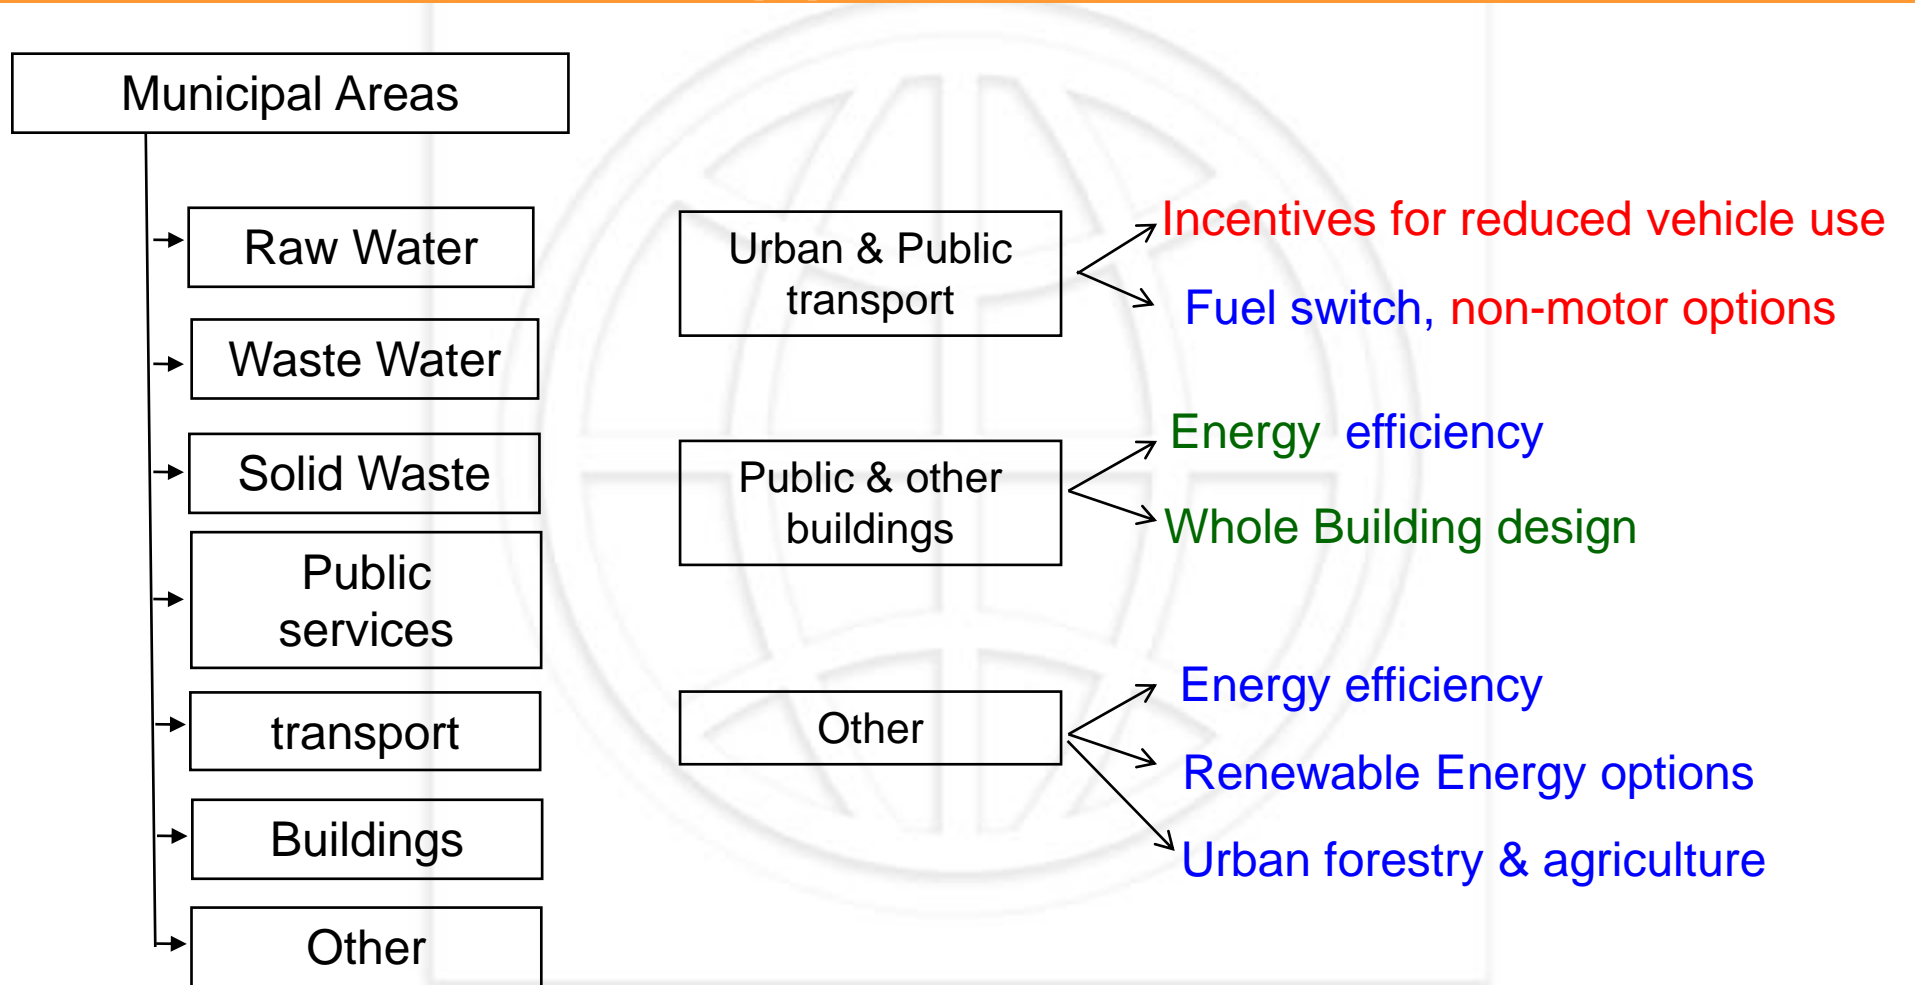 Municipal Areas
Raw Water
Waste Water
Solid Waste
Public
services
transport
Buildings
Other
Urban & Public
transport
Incentives for reduced vehicle use
Fuel switch, non-motor options
Public & other
buildings
Energy efficiency
Whole Building design
Other
Energy efficiency
Renewable Energy options
Urban forestry & agriculture